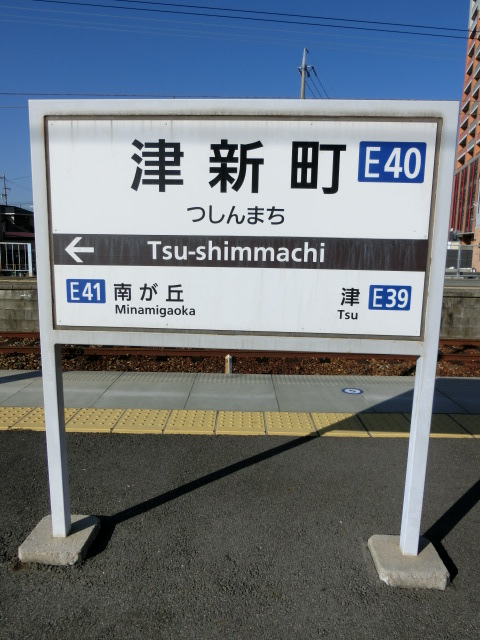 津新町 E40
つしんまち
← Tsu-shimmachi
E41 南が丘 津 E39
Minamigaoka Tsu